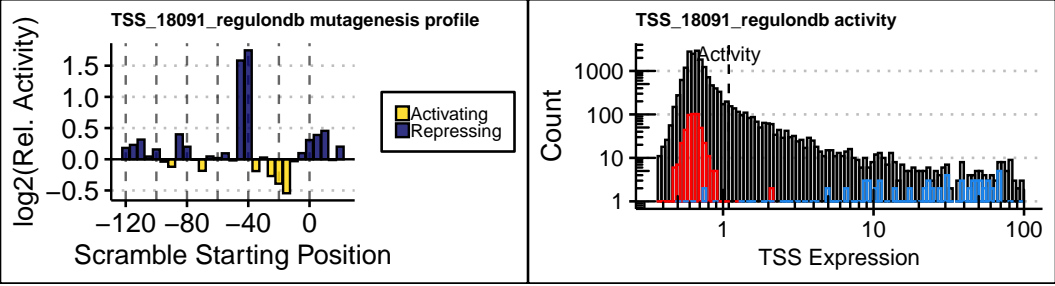 TSS_18091_regulondb mutagenesis profile
log2(Rel. Activity)
1.5
1.0
0.5
0.0
−0.5
−120 −80 −40 0
Scramble Starting Position
Activating
Repressing
TSS_18091_regulondb activity
Activity
Count
1000
100
10
1
1 10 100
TSS Expression